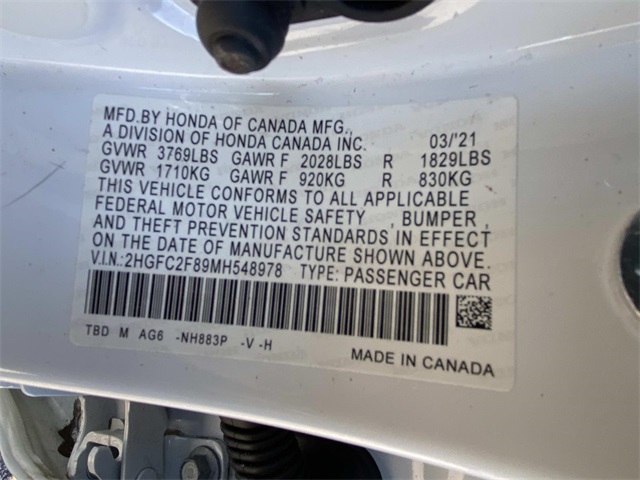 MFD.BY HONDA OF CANADA MFG.,
A DIVISION OF HONDA CANADA INC. 03/'21
GVWR 3769LBS GAWR F 2028LBS R 1829LBS
GVWR 1710KG GAWR F 920KG R 830KG
THIS VEHICLE CONFORMS TO ALL APPLICABLE
FEDERAL MOTOR VEHICLE SAFETY , BUMPER,
AND THEFT PREVENTION STANDARDS IN EFFECT
ON THE DATE OF MANUFACTURE SHOWN ABOVE.
V.I.N.:2HGFC2F89MH548978 TYPE: PASSENGER CAR
TBD M AG6 -NH883P -V -H
MADE IN CANADA